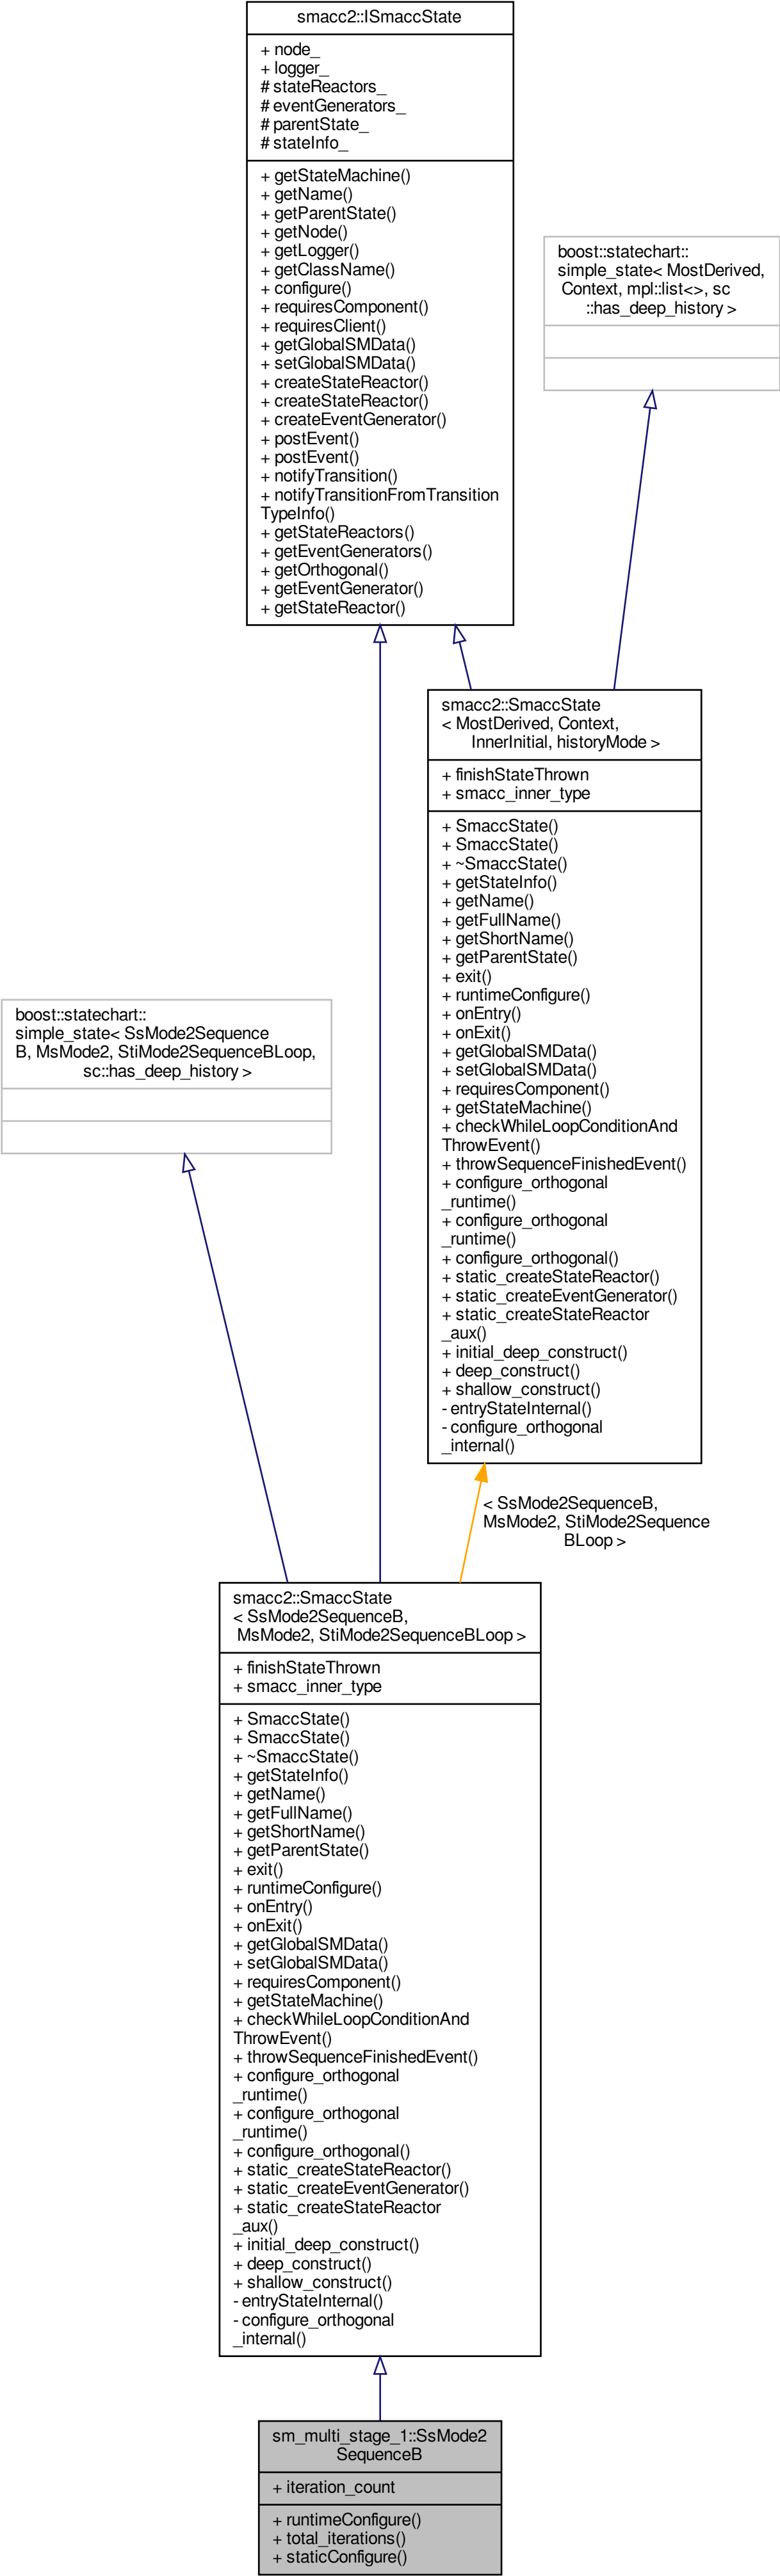 smacc2::ISmaccState
+ node_
+ logger_
# stateReactors_
# eventGenerators_
# parentState_
# stateInfo_
+ getStateMachine()
+ getName()
+ getParentState()
+ getNode()
+ getLogger()
+ getClassName()
+ configure()
+ requiresComponent()
+ requiresClient()
+ getGlobalSMData()
+ setGlobalSMData()
+ createStateReactor()
+ createStateReactor()
+ createEventGenerator()
+ postEvent()
+ postEvent()
+ notifyTransition()
+ notifyTransitionFromTransition
TypeInfo()
+ getStateReactors()
+ getEventGenerators()
+ getOrthogonal()
+ getEventGenerator()
+ getStateReactor()
boost::statechart::
simple_state< MostDerived,
Context, mpl::list<>, sc
::has_deep_history >
smacc2::SmaccState
< MostDerived, Context,
InnerInitial, historyMode >
+ finishStateThrown
+ smacc_inner_type
+ SmaccState()
+ SmaccState()
+ ~SmaccState()
+ getStateInfo()
+ getName()
+ getFullName()
+ getShortName()
+ getParentState()
+ exit()
+ runtimeConfigure()
+ onEntry()
+ onExit()
+ getGlobalSMData()
+ setGlobalSMData()
+ requiresComponent()
+ getStateMachine()
+ checkWhileLoopConditionAnd
ThrowEvent()
+ throwSequenceFinishedEvent()
+ configure_orthogonal
_runtime()
+ configure_orthogonal
_runtime()
+ configure_orthogonal()
+ static_createStateReactor()
+ static_createEventGenerator()
+ static_createStateReactor
_aux()
+ initial_deep_construct()
+ deep_construct()
+ shallow_construct()
- entryStateInternal()
- configure_orthogonal
_internal()
boost::statechart::
simple_state< SsMode2Sequence
B, MsMode2, StiMode2SequenceBLoop,
sc::has_deep_history >
< SsMode2SequenceB,
MsMode2, StiMode2Sequence
BLoop >
smacc2::SmaccState
< SsMode2SequenceB,
MsMode2, StiMode2SequenceBLoop >
+ finishStateThrown
+ smacc_inner_type
+ SmaccState()
+ SmaccState()
+ ~SmaccState()
+ getStateInfo()
+ getName()
+ getFullName()
+ getShortName()
+ getParentState()
+ exit()
+ runtimeConfigure()
+ onEntry()
+ onExit()
+ getGlobalSMData()
+ setGlobalSMData()
+ requiresComponent()
+ getStateMachine()
+ checkWhileLoopConditionAnd
ThrowEvent()
+ throwSequenceFinishedEvent()
+ configure_orthogonal
_runtime()
+ configure_orthogonal
_runtime()
+ configure_orthogonal()
+ static_createStateReactor()
+ static_createEventGenerator()
+ static_createStateReactor
_aux()
+ initial_deep_construct()
+ deep_construct()
+ shallow_construct()
- entryStateInternal()
- configure_orthogonal
_internal()
sm_multi_stage_1::SsMode2
SequenceB
+ iteration_count
+ runtimeConfigure()
+ total_iterations()
+ staticConfigure()